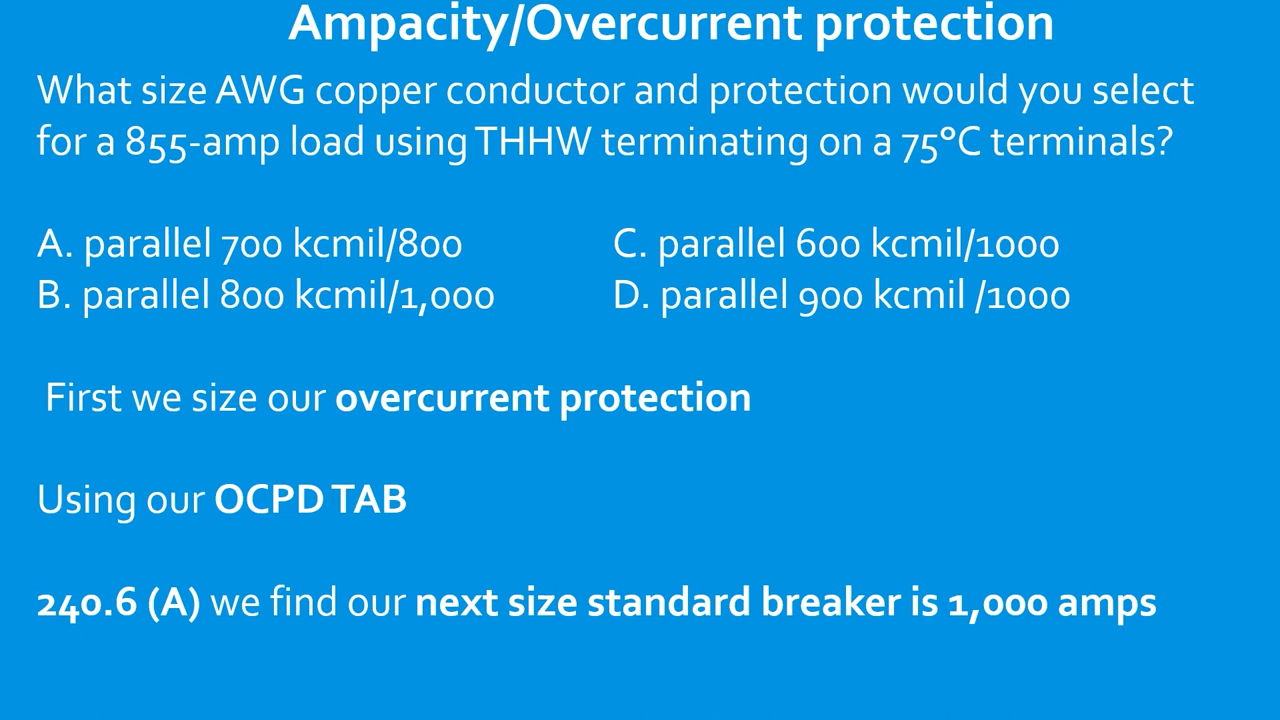 Ampacity/Overcurrent protection
What size AWG copper conductor and protection would you select
for a 855-amp load using THHW terminating on a 75°C terminals?
A. parallel 700 kcmil/800
B. parallel 800 kcmil/1,000
C. parallel 600 kcmil/1000
D. parallel 900 kcmil /1000
First we size our overcurrent protection
Using our OCPD TAB
240.6 (A) we find our next size standard breaker is 1,000 amps